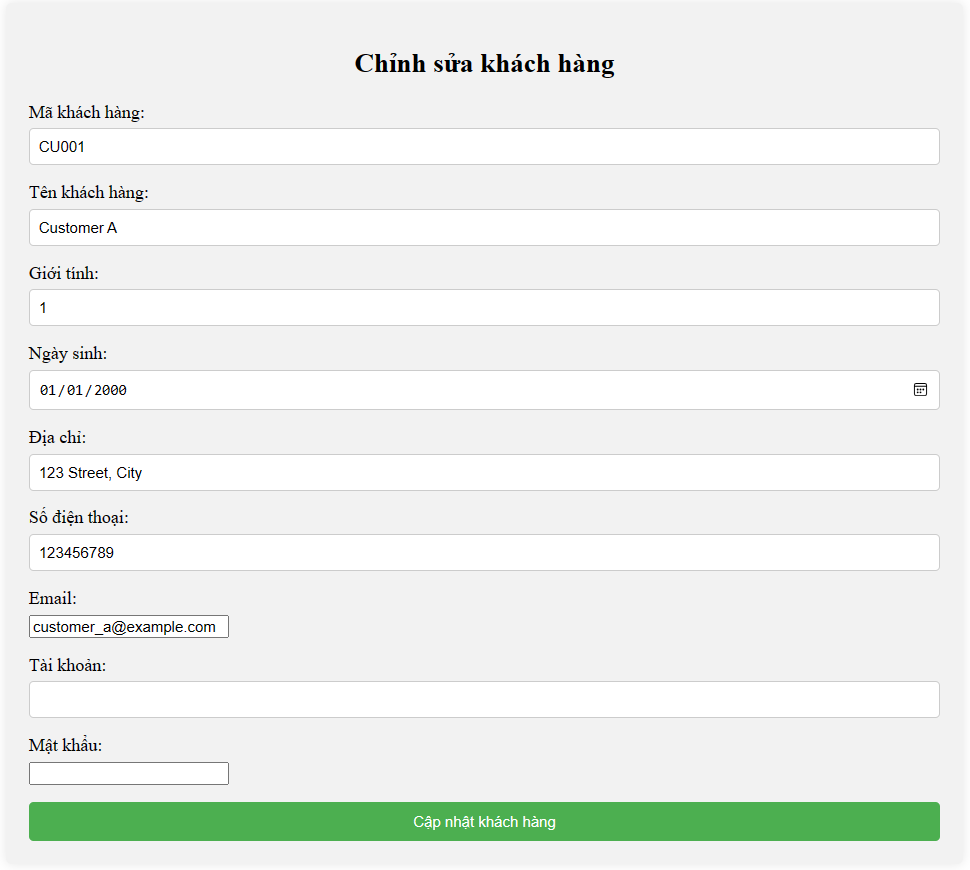 Chỉnh sửa khách hàng
Mã khách hàng:
CU001
Tên khách hàng:
Customer A
Giới tính:
1
Ngày sinh:
01/01/2000
Địa chỉ:
123 Street, City
Số điện thoại:
123456789
Email:
customer_a@example.com
Tài khoản:
Mật khẩu:
Cập nhật khách hàng